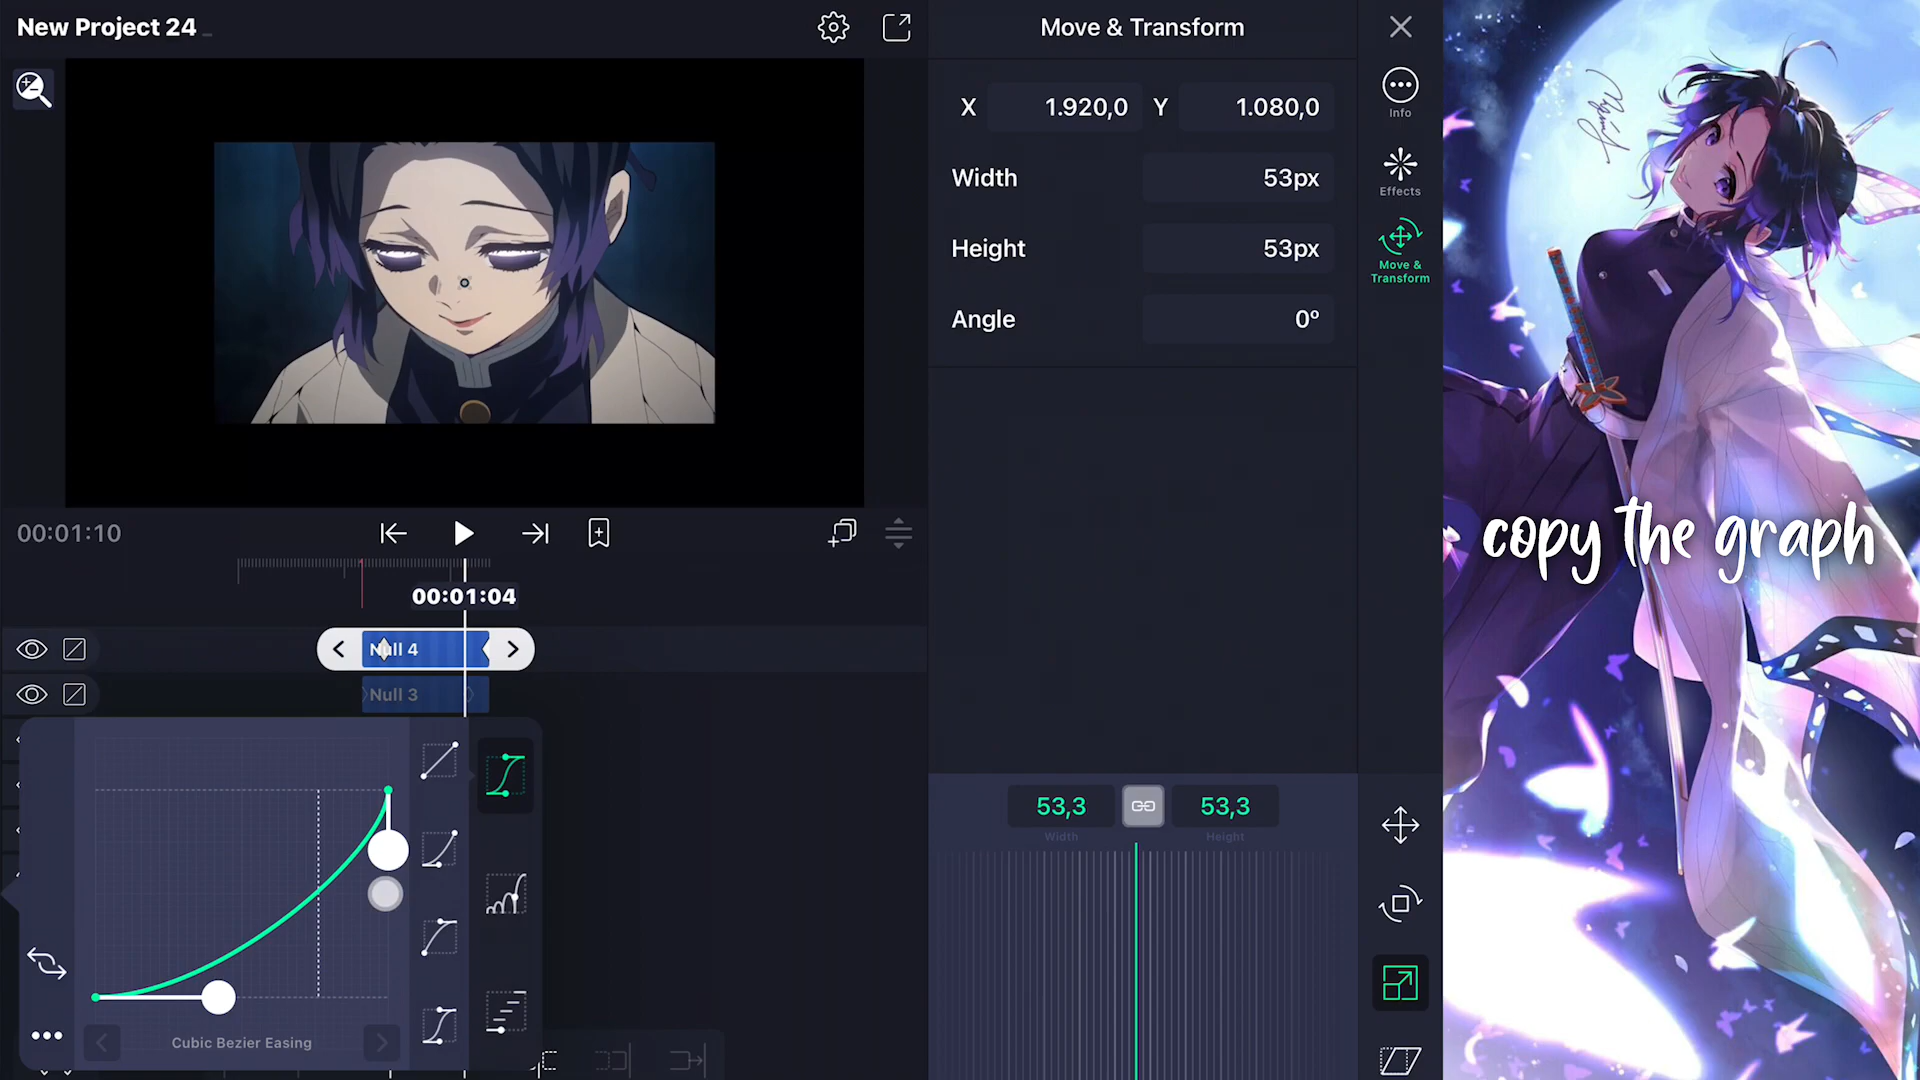 New Project 24
Move & Transform
X 1.920,0 Y 1.080,0
Width 53px
Height 53px
Angle 0º
Info
Effects
Move &
Transform
copy the graph
00:01:10
00:01:04
Null 4
Null 3
53,3 53,3
Width Height
Cubic Bezier Easing